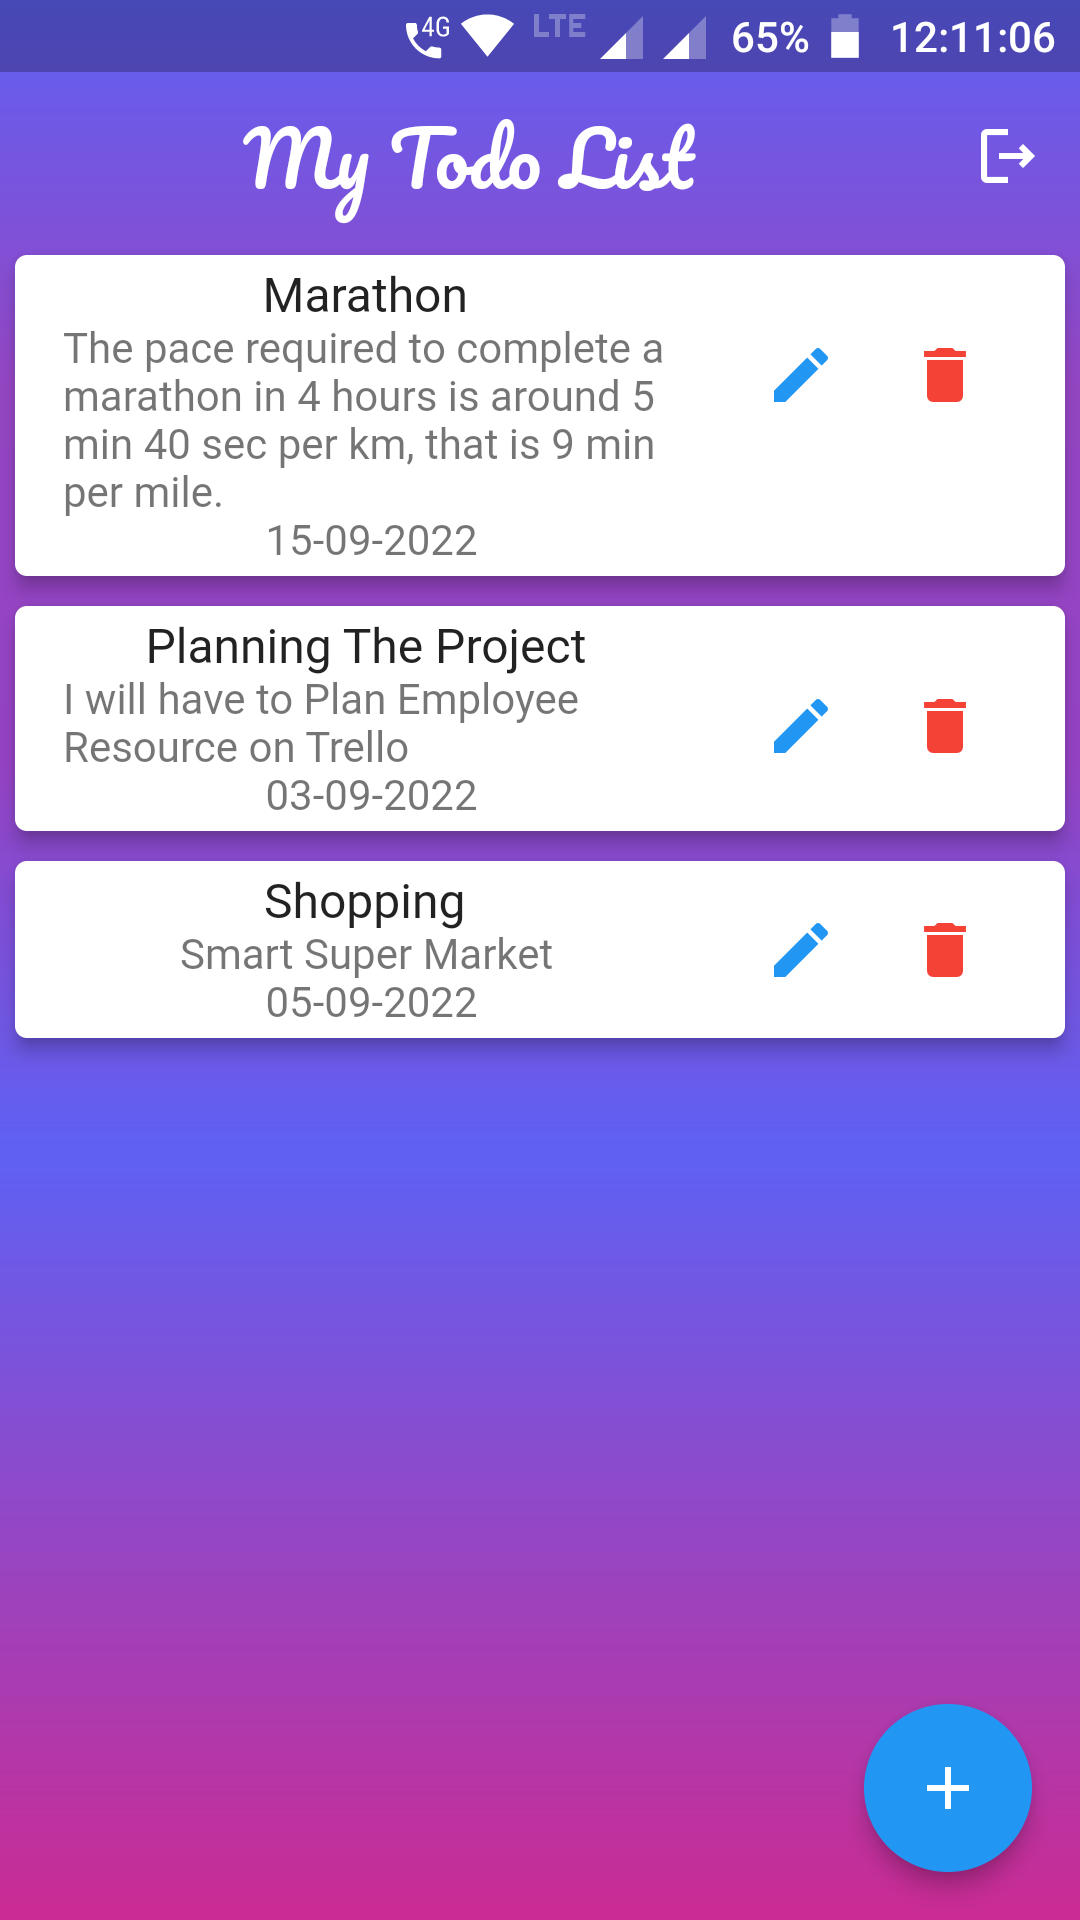 4G LTE 65% 12:11:06
My Todo List
Marathon
The pace required to complete a
marathon in 4 hours is around 5
min 40 sec per km, that is 9 min
per mile.
15-09-2022
Planning The Project
I will have to Plan Employee
Resource on Trello
03-09-2022
Shopping
Smart Super Market
05-09-2022